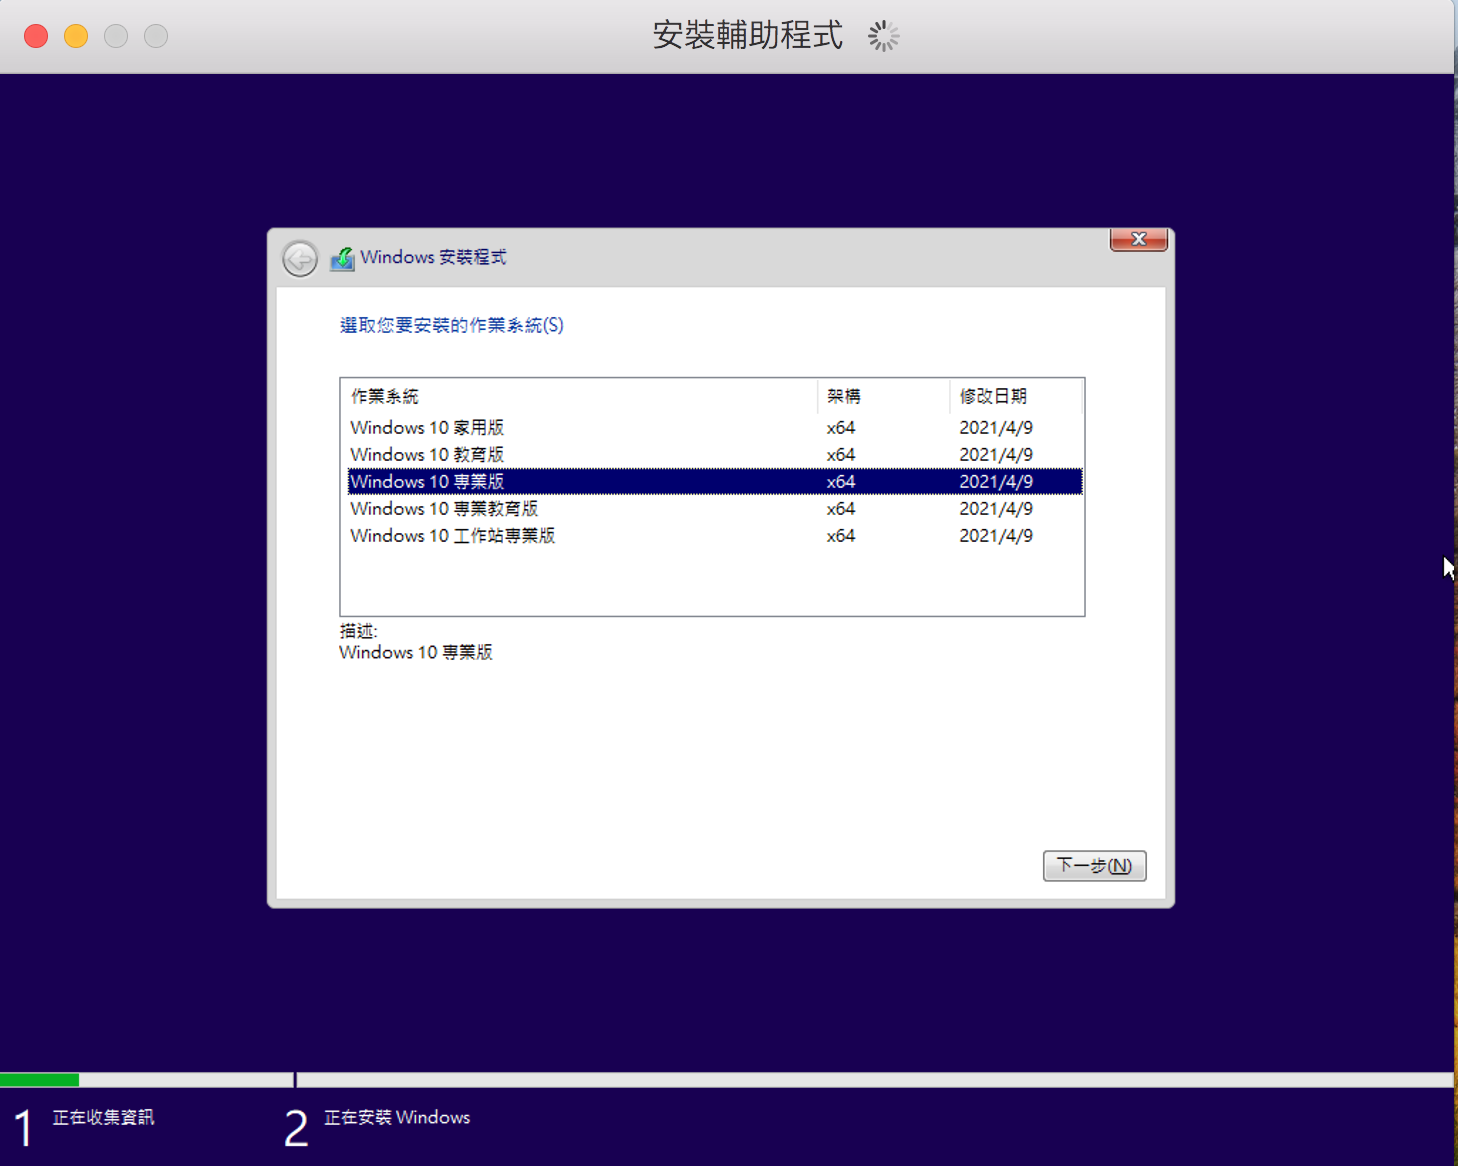 安裝輔助程式
Windows 安裝程式
選取您要安裝的作業系統(S)
作業系統 架構 修改日期
Windows 10 家用版 x64 2021/4/9
Windows 10 教育版 x64 2021/4/9
Windows 10 專業版 x64 2021/4/9
Windows 10 專業教育版 x64 2021/4/9
Windows 10 工作站專業版 x64 2021/4/9
描述:
Windows 10 專業版
下一步(N)
1 正在收集資訊 2 正在安裝 Windows